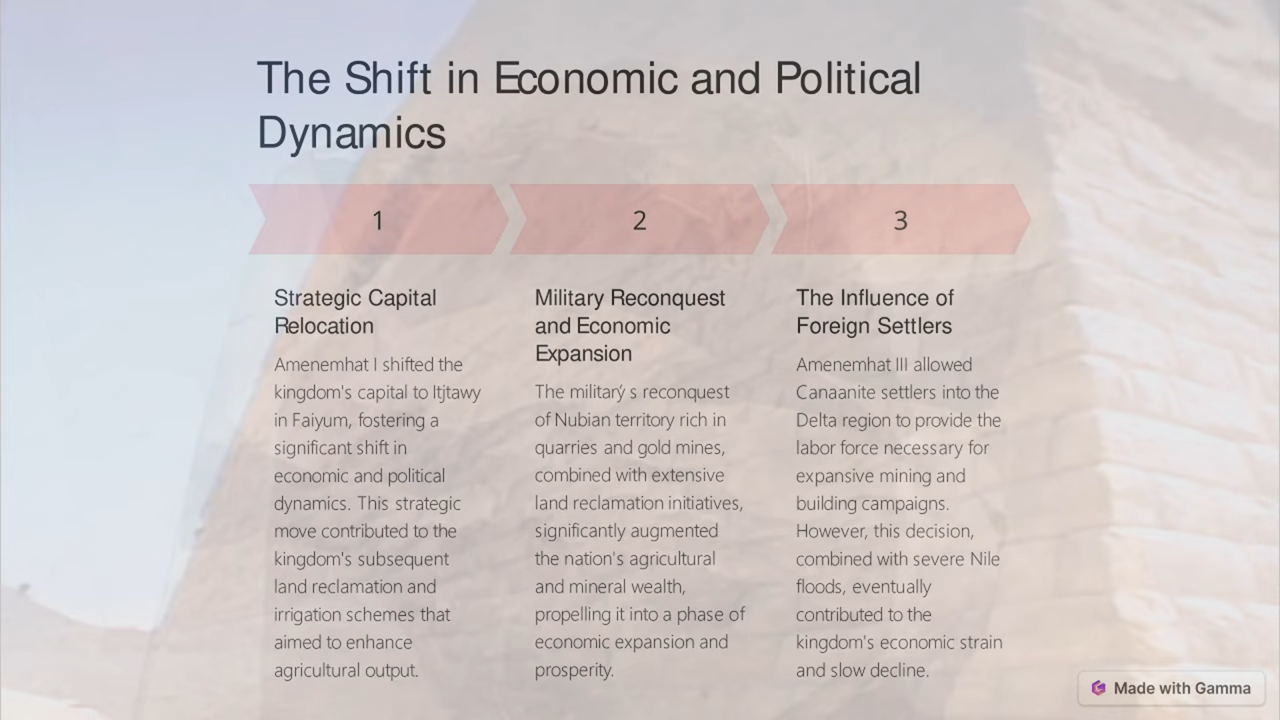 The Shift in Economic and Political
Dynamics
1
2
3
Strategic Capital
Relocation
Amenemhat I shifted the
kingdom's capital to Itjtawy
in Faiyum, fostering a
significant shift in
economic and political
dynamics. This strategic
move contributed to the
kingdom's subsequent
land reclamation and
irrigation schemes that
aimed to enhance
agricultural output.
Military Reconquest
and Economic
Expansion
The military's reconquest
of Nubian territory rich in
quarries and gold mines,
combined with extensive
land reclamation initiatives,
significantly augmented
the nation's agricultural
and mineral wealth,
propelling it into a phase of
economic expansion and
prosperity.
The Influence of
Foreign Settlers
Amenemhat III allowed
Canaanite settlers into the
Delta region to provide the
labor force necessary for
expansive mining and
building campaigns.
However, this decision,
combined with severe Nile
floods, eventually
contributed to the
kingdom's economic strain
and slow decline.
Made with Gamma